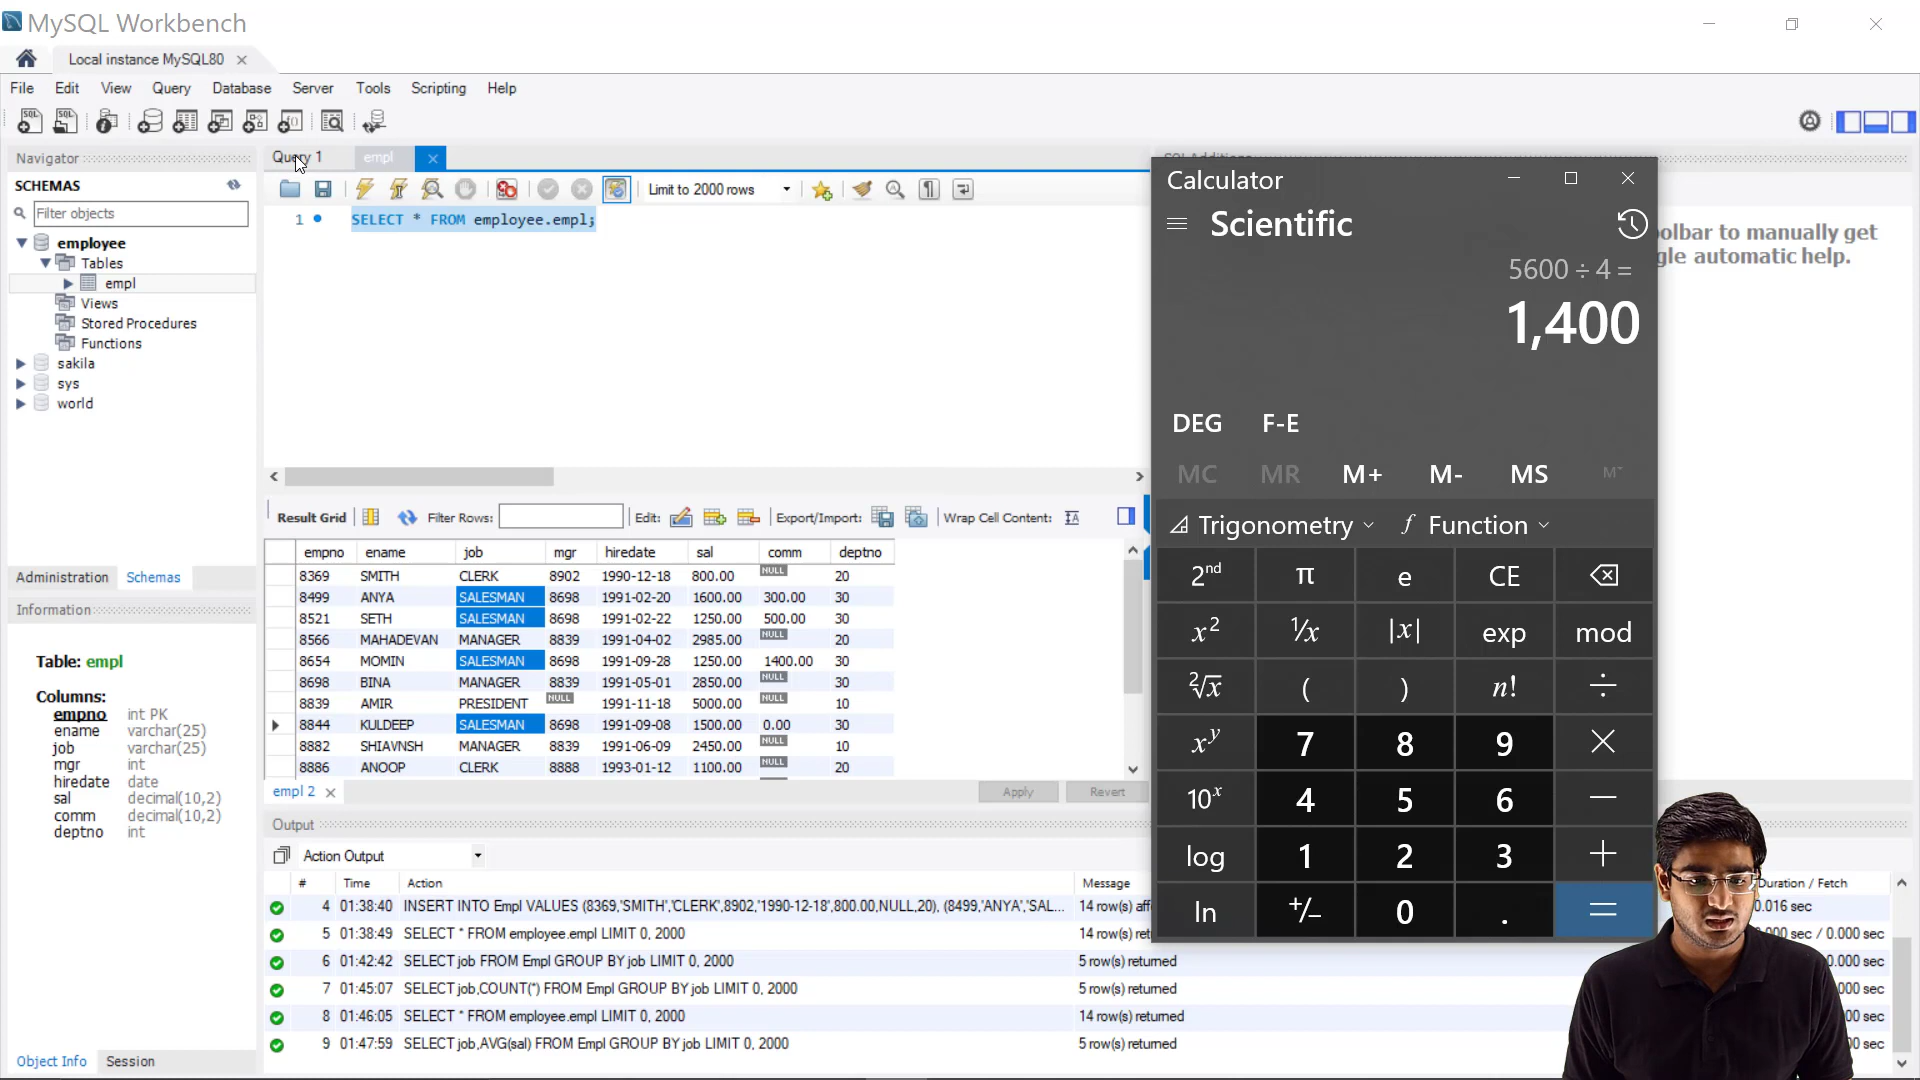 MySQL Workbench
Local instance MySQL80
File Edit View Query Database Server Tools Scripting Help
Navigator
SCHEMAS
Filter objects
employee
Tables
empl
Views
Stored Procedures
Functions
sakila
sys
world
Administration Schemas
Information
Table: empl
Columns:
empno int PK
ename varchar(25)
job varchar(25)
mgr int
hiredate date
sal decimal(10,2)
comm decimal(10,2)
deptno int
Object Info Session
Query 1 empl
Limit to 2000 rows
1 SELECT * FROM employee.empl;
Result Grid Filter Rows: Edit: Export/Import: Wrap Cell Content:
empno ename job mgr hiredate sal comm deptno
8369 SMITH CLERK 8902 1990-12-18 800.00 NULL 20
8499 ANYA SALESMAN 8698 1991-02-20 1600.00 300.00 30
8521 SETH SALESMAN 8698 1991-02-22 1250.00 500.00 30
8566 MAHADEVAN MANAGER 8839 1991-04-02 2985.00 NULL 20
8654 MOMIN SALESMAN 8698 1991-09-28 1250.00 1400.00 30
8698 BINA MANAGER 8839 1991-05-01 2850.00 NULL 30
8839 AMIR PRESIDENT NULL 1991-11-18 5000.00 NULL 10
8844 KULDEEP SALESMAN 8698 1991-09-08 1500.00 0.00 30
8882 SHIAVNSH MANAGER 8839 1991-06-09 2450.00 NULL 10
8886 ANOOP CLERK 8888 1993-01-12 1100.00 NULL 20
empl 2 Apply Revert
Output
Action Output
# Time Action Message Duration / Fetch
4 01:38:40 INSERT INTO Empl VALUES (8369,'SMITH','CLERK',8902,'1990-12-18',800.00,NULL,20), (8499,'ANYA','SAL... 14 row(s) aff 0.016 sec
5 01:38:49 SELECT * FROM employee.empl LIMIT 0, 2000 14 row(s) ret 000 sec / 0.000 sec
6 01:42:42 SELECT job FROM Empl GROUP BY job LIMIT 0, 2000 5 row(s) returned 0.000 sec
7 01:45:07 SELECT job,COUNT(*) FROM Empl GROUP BY job LIMIT 0, 2000 5 row(s) returned 000 sec
8 01:46:05 SELECT * FROM employee.empl LIMIT 0, 2000 14 row(s) returned 00 sec
9 01:47:59 SELECT job,AVG(sal) FROM Empl GROUP BY job LIMIT 0, 2000 5 row(s) returned 00 sec
olbar to manually get
gle automatic help.
Calculator
Scientific
5600 ÷ 4 =
1,400
DEG F-E
MC MR M+ M- MS M˅
Trigonometry f Function
2nd π e CE
x² ¹/x |x| exp mod
²√x ( ) n! ÷
xʸ 7 8 9 ×
10ˣ 4 5 6 −
log 1 2 3 +
ln +/− 0 . =